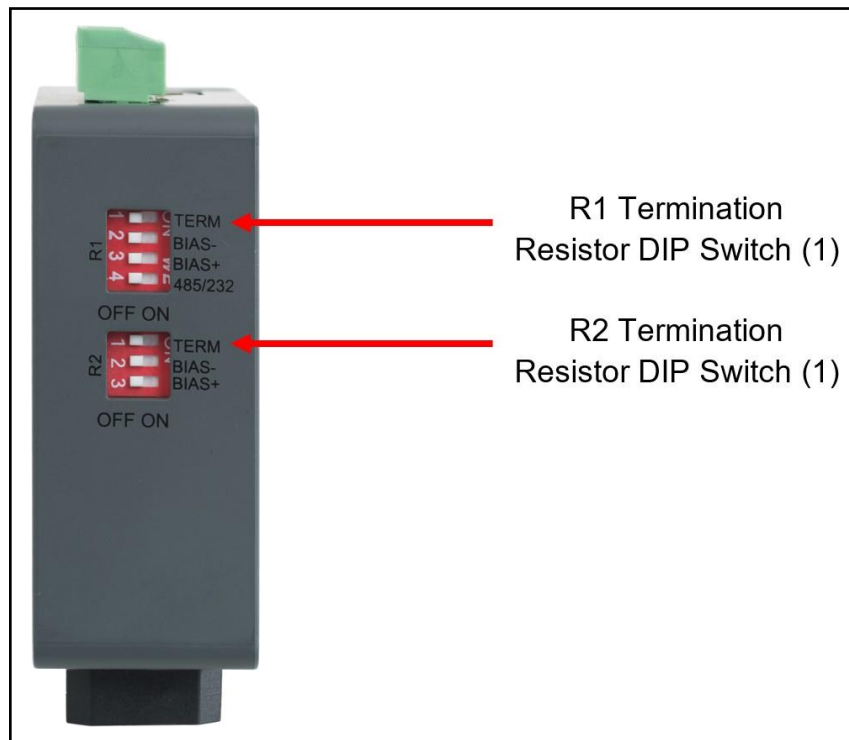 R1
1
2
3
4
ON
TERM
BIAS-
BIAS+
485/232
OFF ON
R2
1
2
3
TERM
BIAS-
BIAS+
OFF ON
R1 Termination
Resistor DIP Switch (1)
R2 Termination
Resistor DIP Switch (1)